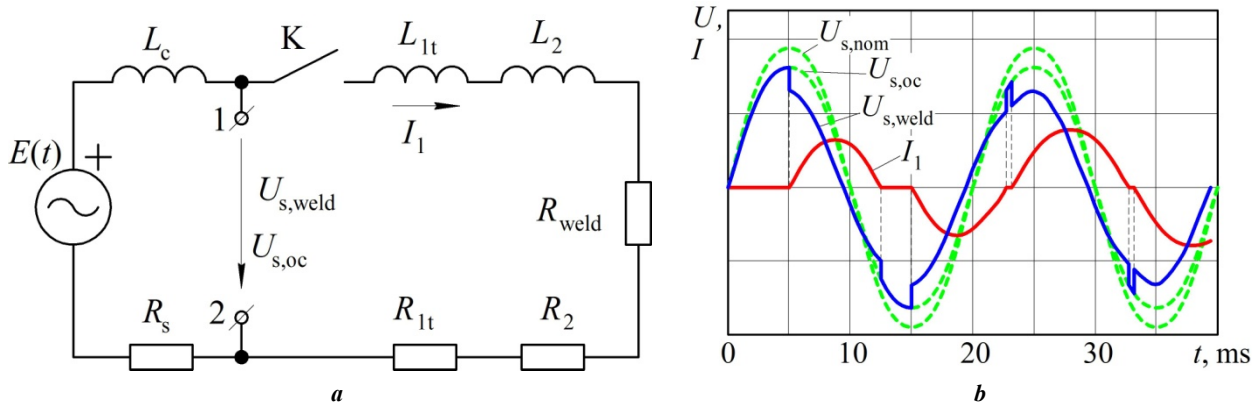 L_c
K
L_1t
L_2
1
I_1
E(t)
+
U_s,weld
U_s,oc
R_weld
R_s
2
R_1t
R_2
a
U,
I
U_s,nom
U_s,oc
U_s,weld
I_1
0
10
20
30
t, ms
b